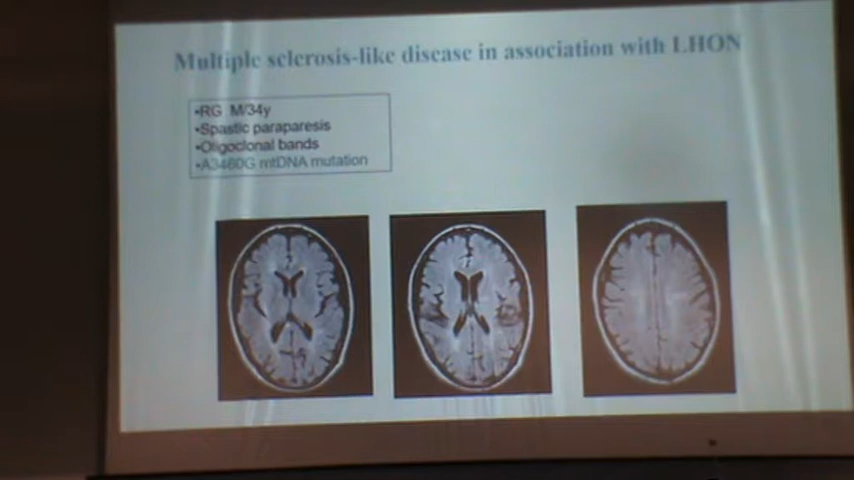 Multiple sclerosis-like disease in association with LHON
•RG M/34y
•Spastic paraparesis
•Oligoclonal bands
•A3460G mtDNA mutation